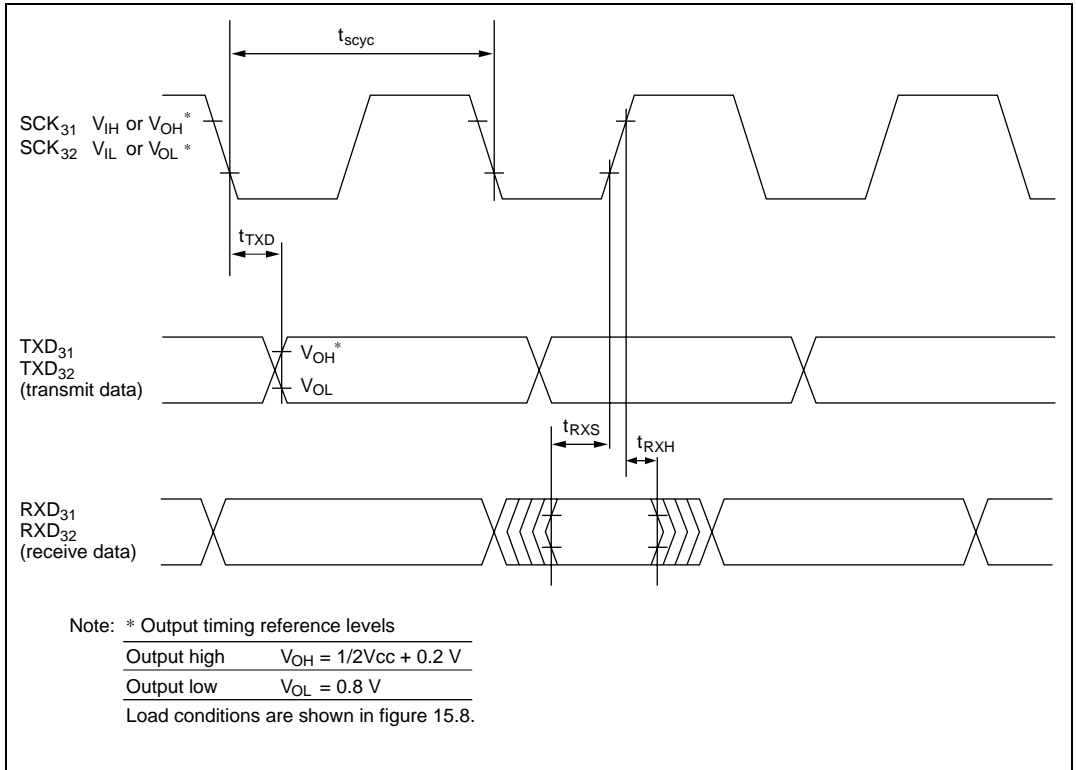 tscyc
SCK31 VIH or VOH*
SCK32 VIL or VOL *
tTXD
TXD31
TXD32
(transmit data)
VOH*
VOL
tRXS
tRXH
RXD31
RXD32
(receive data)
Note: * Output timing reference levels
Output high VOH = 1/2Vcc + 0.2 V
Output low VOL = 0.8 V
Load conditions are shown in figure 15.8.